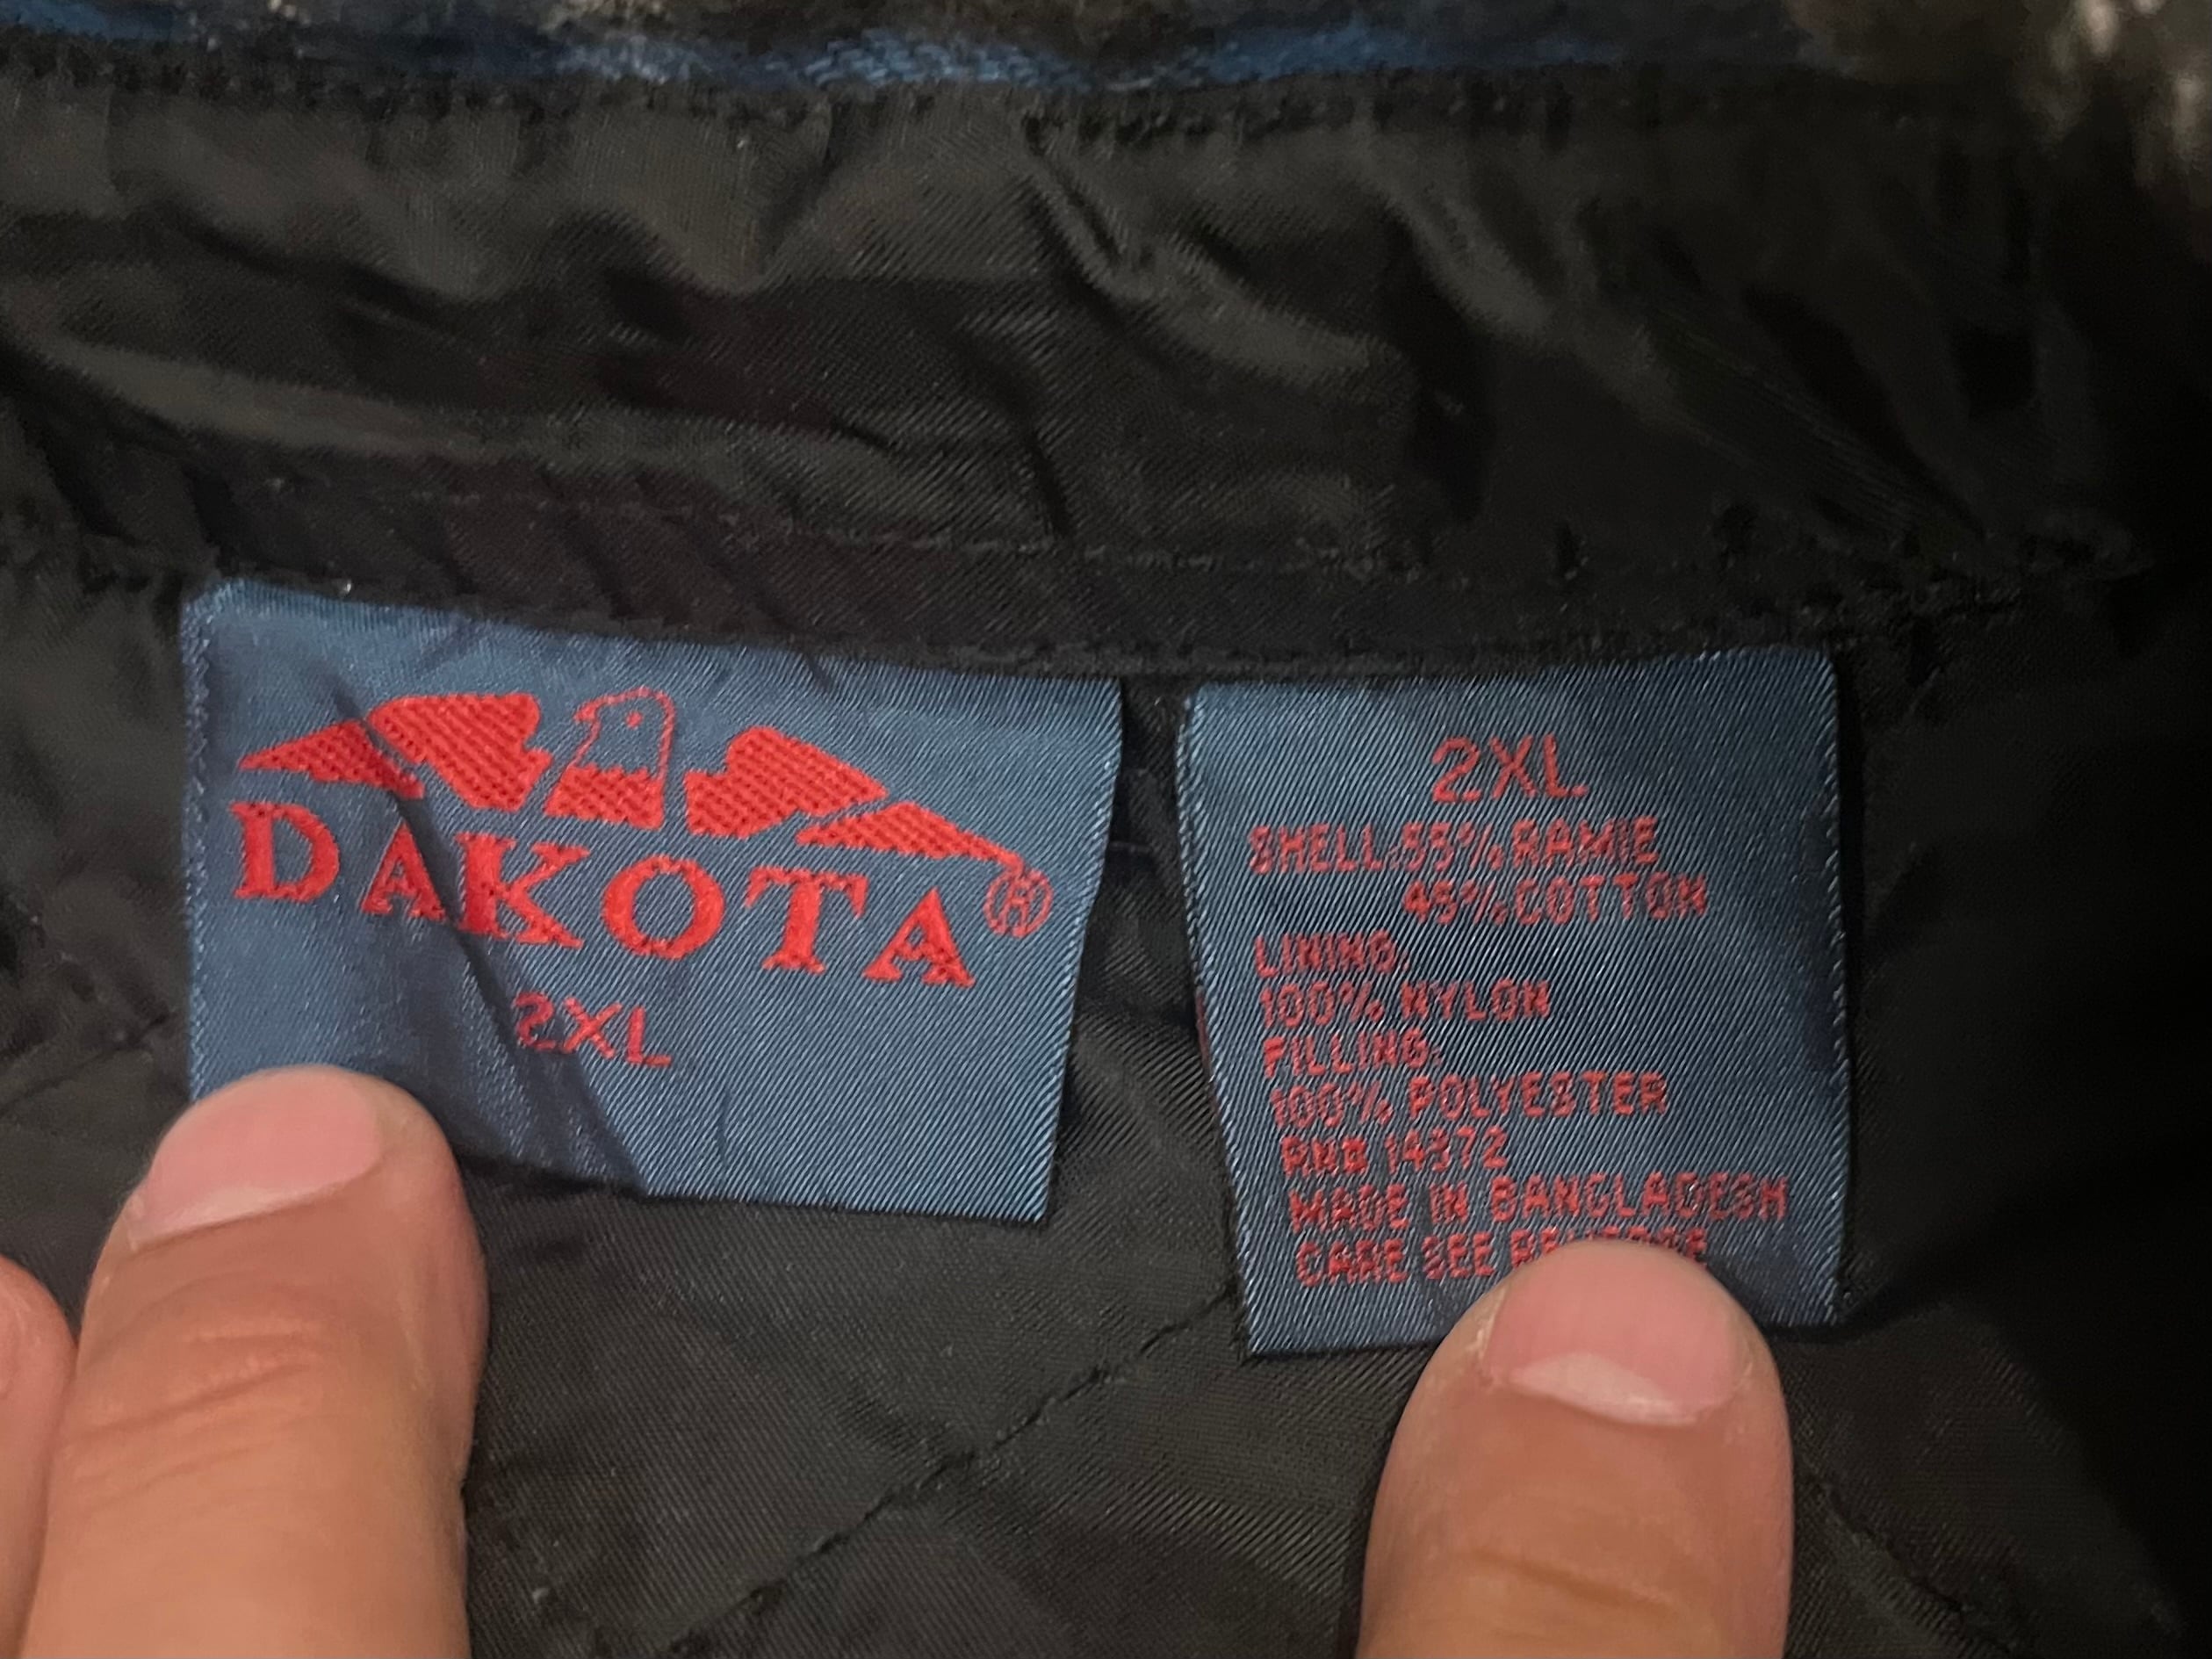 DAKOTA®
2XL
2XL
SHELL:55% RAMIE
45% COTTON
LINING:
100% NYLON
FILLING:
100% POLYESTER
RN# 14372
MADE IN BANGLADESH
CARE SEE REVERSE